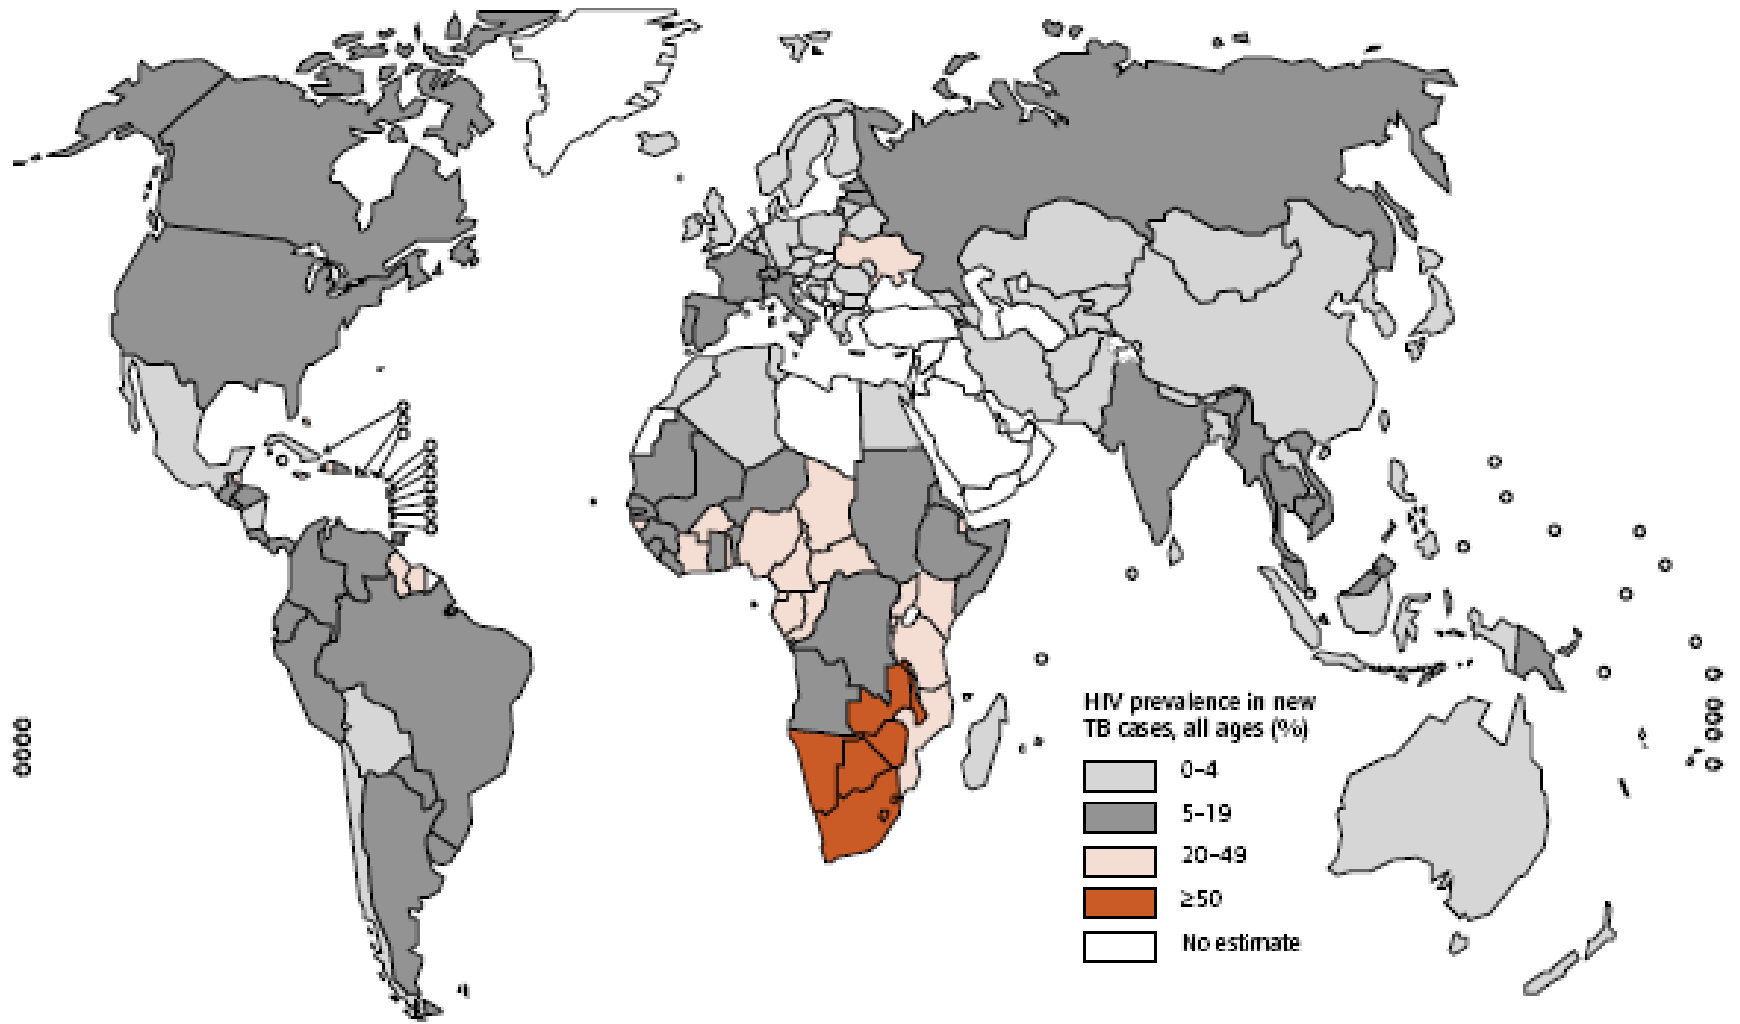 HIV prevalence in new
TB cases, all ages (%)
0–4
5–19
20–49
≥50
No estimate